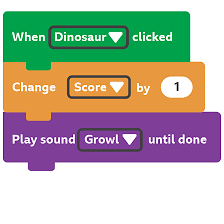 When Dinosaur clicked
Change Score by 1
Play sound Growl until done